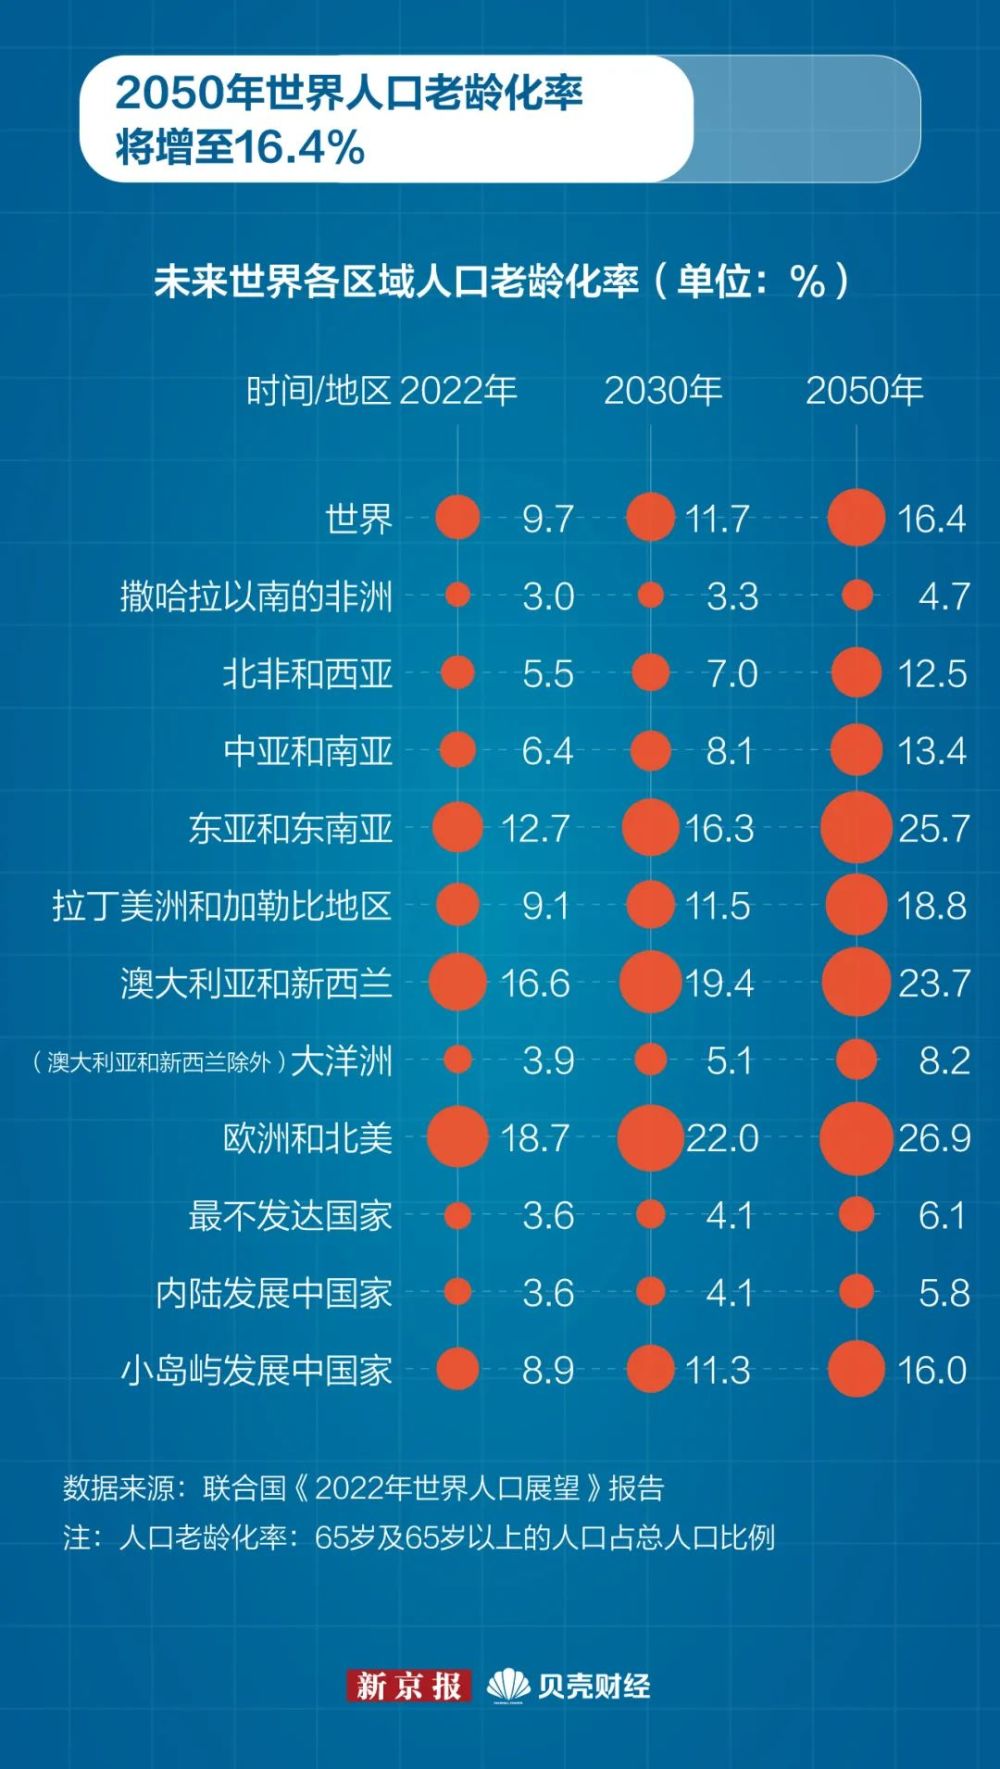 2050年世界人口老龄化率
将增至16.4%
未来世界各区域人口老龄化率（单位：%）
时间/地区 2022年 2030年 2050年
世界 9.7 11.7 16.4
撒哈拉以南的非洲 3.0 3.3 4.7
北非和西亚 5.5 7.0 12.5
中亚和南亚 6.4 8.1 13.4
东亚和东南亚 12.7 16.3 25.7
拉丁美洲和加勒比地区 9.1 11.5 18.8
澳大利亚和新西兰 16.6 19.4 23.7
（澳大利亚和新西兰除外）大洋洲 3.9 5.1 8.2
欧洲和北美 18.7 22.0 26.9
最不发达国家 3.6 4.1 6.1
内陆发展中国家 3.6 4.1 5.8
小岛屿发展中国家 8.9 11.3 16.0
数据来源：联合国《2022年世界人口展望》报告
注：人口老龄化率：65岁及65岁以上的人口占总人口比例
新京报 贝壳财经